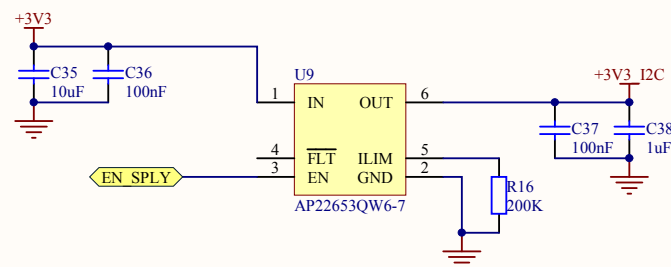 +3V3
C35
10uF
C36
100nF
U9
1
IN
OUT
6
4
FLT
ILIM
5
3
EN
GND
2
AP22653QW6-7
EN_SPLY
R16
200K
+3V3_I2C
C37
100nF
C38
1uF